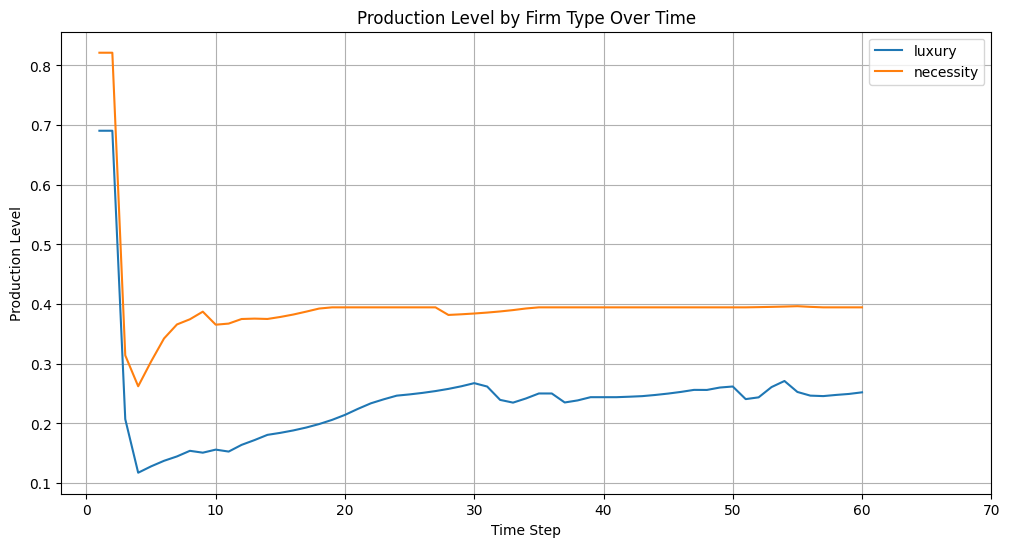 Production Level by Firm Type Over Time
luxury
necessity
Production Level
0.8
0.7
0.6
0.5
0.4
0.3
0.2
0.1
0 10 20 30 40 50 60 70
Time Step